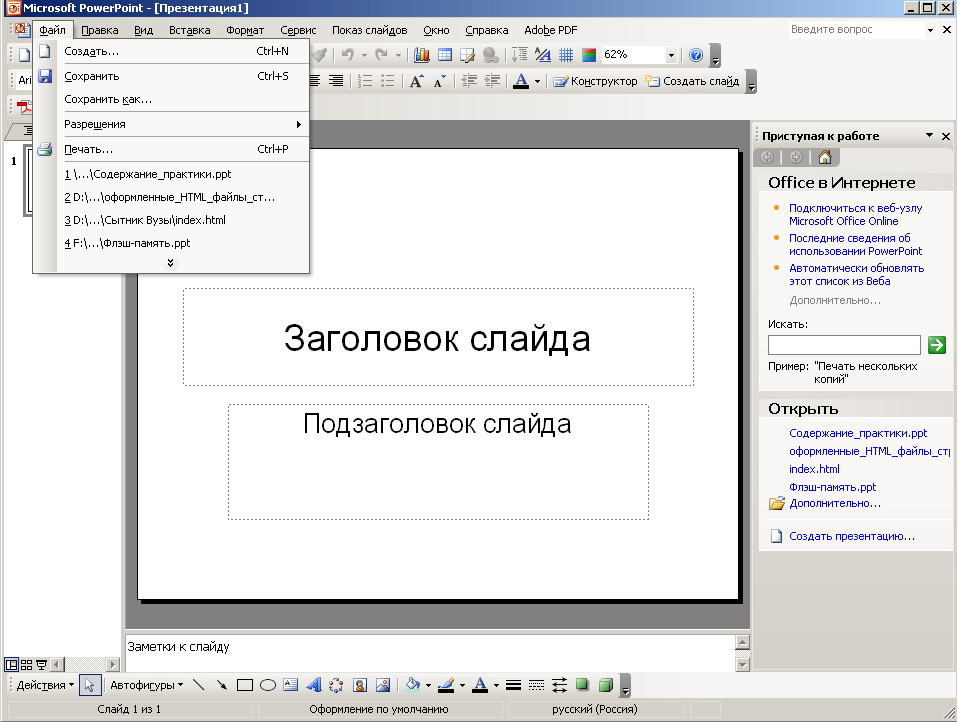 Microsoft PowerPoint - [Презентация1]
Файл Правка Вид Вставка Формат Сервис Показ слайдов Окно Справка Adobe PDF Введите вопрос
Создать... Ctrl+N
Сохранить Ctrl+S
Сохранить как...
Разрешения
Печать... Ctrl+P
1 \...\Содержание_практики.ppt
2 D:\...\оформленные_HTML_файлы_ст...
3 D:\...\Сытник Вузы\index.html
4 F:\...\Флэш-память.ppt
62%
Ari
Конструктор Создать слайд
1
Заголовок слайда
Подзаголовок слайда
Заметки к слайду
Приступая к работе
Office в Интернете
Подключиться к веб-узлу
Microsoft Office Online
Последние сведения об
использовании PowerPoint
Автоматически обновлять
этот список из Веба
Дополнительно...
Искать:
Пример: "Печать нескольких
копий"
Открыть
Содержание_практики.ppt
оформленные_HTML_файлы_стр
index.html
Флэш-память.ppt
Дополнительно...
Создать презентацию...
Действия Автофигуры
Слайд 1 из 1 Оформление по умолчанию русский (Россия)